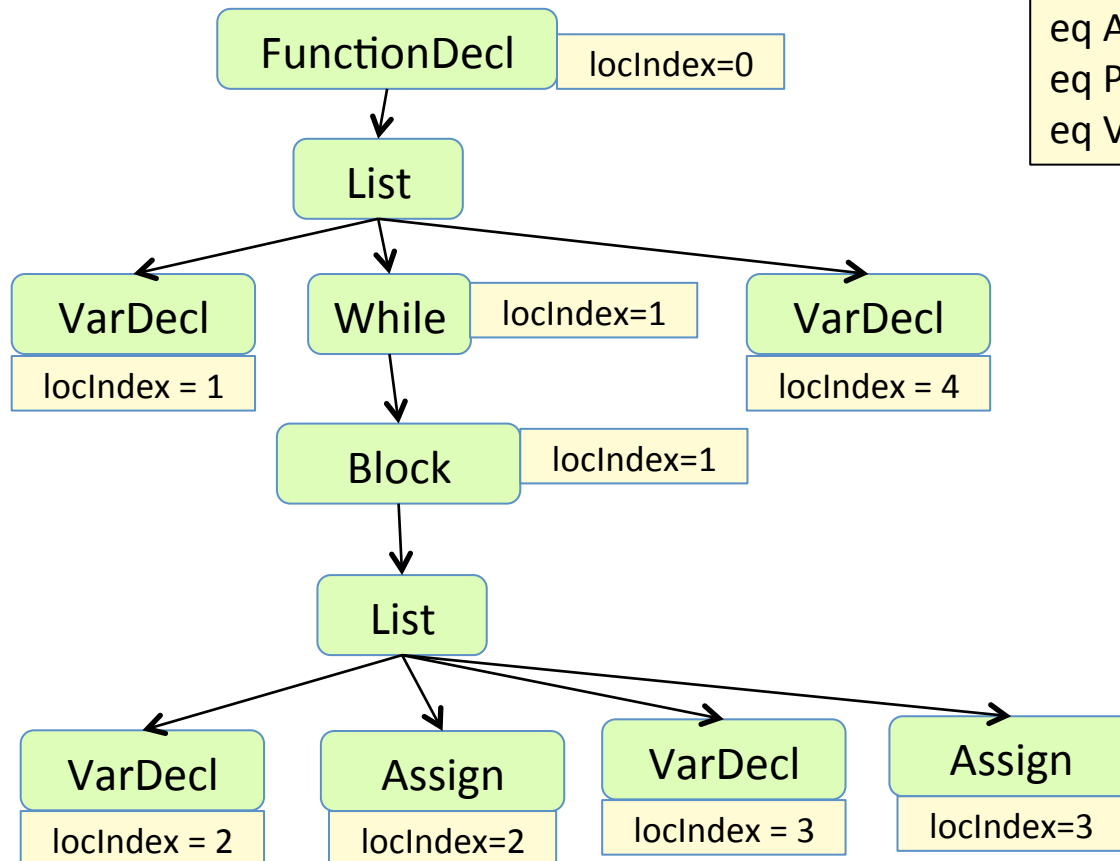 FunctionDecl
locIndex=0
eq A
eq P
eq V
List
VarDecl
locIndex = 1
While
locIndex=1
VarDecl
locIndex = 4
Block
locIndex=1
List
VarDecl
locIndex = 2
Assign
locIndex=2
VarDecl
locIndex = 3
Assign
locIndex=3